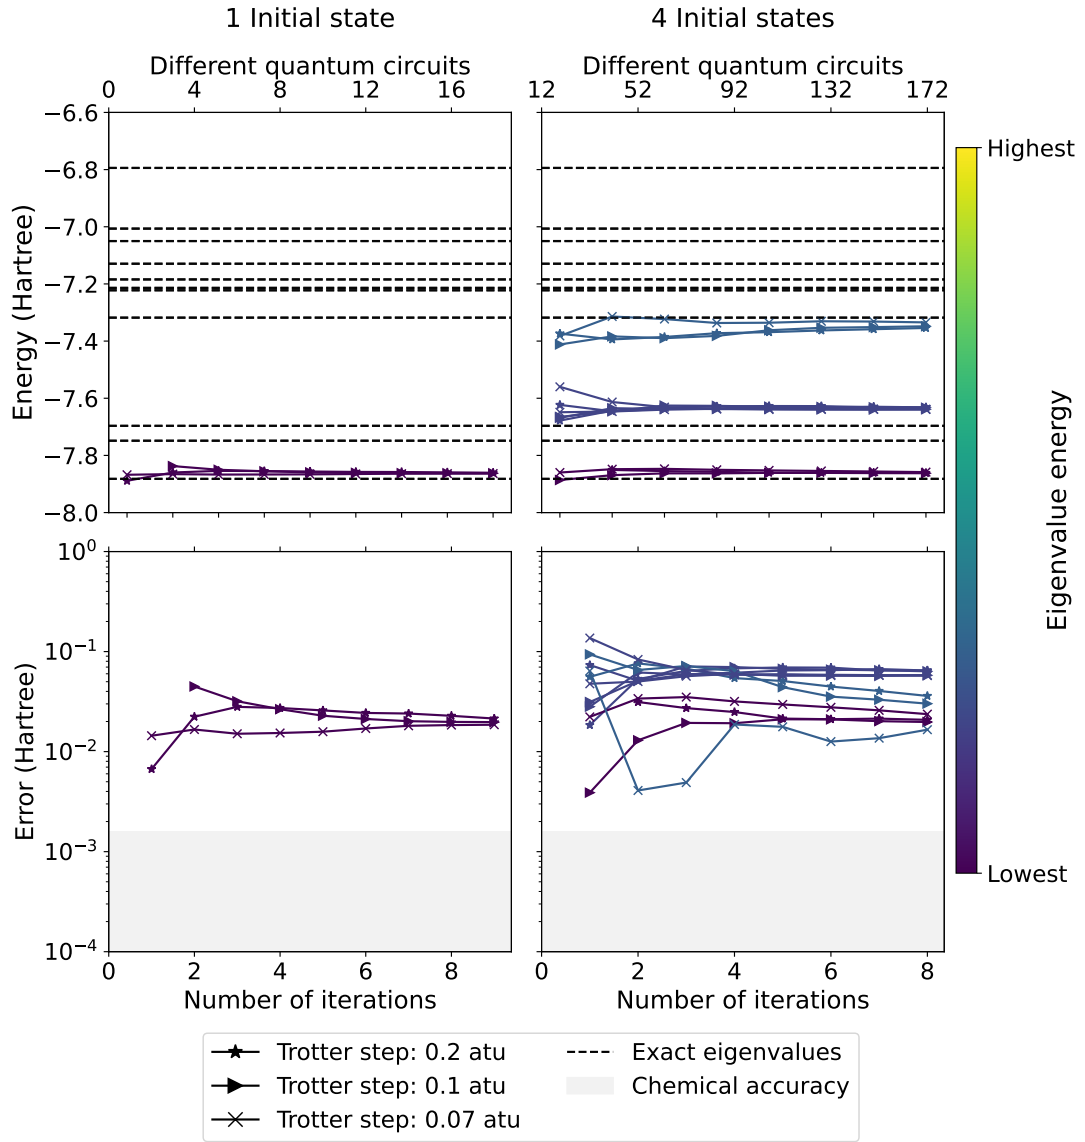 1 Initial state
4 Initial states
Different quantum circuits
Different quantum circuits
0 4 8 12 16
12 52 92 132 172
−6.6
−6.8
−7.0
−7.2
−7.4
−7.6
−7.8
−8.0
Energy (Hartree)
Highest
Eigenvalue energy
Lowest
10⁰
10⁻¹
10⁻²
10⁻³
10⁻⁴
Error (Hartree)
0 2 4 6 8
0 2 4 6 8
Number of iterations
Number of iterations
Trotter step: 0.2 atu
Trotter step: 0.1 atu
Trotter step: 0.07 atu
Exact eigenvalues
Chemical accuracy